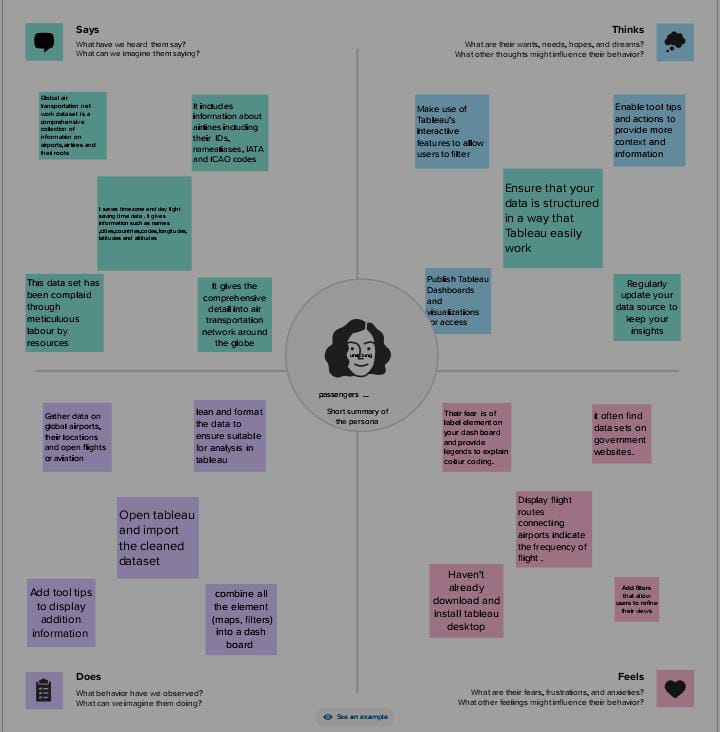 Says
What have we heard them say?
What can we imagine them saying?
Thinks
What are their wants, needs, hopes, and dreams?
What other thoughts might influence their behavior?
Global air
transportation net
work dataset is a
comprehensive
collection of
information on
airports,airlines and
their roots
It includes
information about
airlines including
their IDs,
namealiases, IATA
and ICAO codes
It saves time zone and day light
saving time data . It gives
information such as names
,cities,countries,codes,longitudes,
latitudes and altitudes
This data set has
been complaid
through
meticuluous
labour by
resources
It gives the
comprehensive
detail into air
transportation
network around
the globe
Make use of
Tableau's
interactive
features to allow
users to filter
Enable tool tips
and actions to
provide more
context and
information
Ensure that your
data is structured
in a way that
Tableau easily
work
Publish Tableau
Dashboards
and
visualizations
for access
Regularly
update your
data source to
keep your
insights
passengers ...
Short summary of
the persona
Gather data on
global airports,
their locations
and open flights
or aviation
lean and format
the data to
ensure suitable
for analysis in
tableau
Open tableau
and import
the cleaned
dataset
Add tool tips
to display
addition
information
combine all
the element
(maps, filters)
into a dash
board
Their fear is of
label element on
your dash board
and provide
legends to explain
colour coding.
it often find
data sets on
government
websites.
Display flight
routes
connecting
airports indicate
the frequency of
flight .
Haven't
already
download and
install tableau
desktop
Add filters
that allow
users to refine
their views
Does
What behavior have we observed?
What can we imagine them doing?
Feels
What are their fears, frustrations, and anxieties?
What other feelings might influence their behavior?
See an example